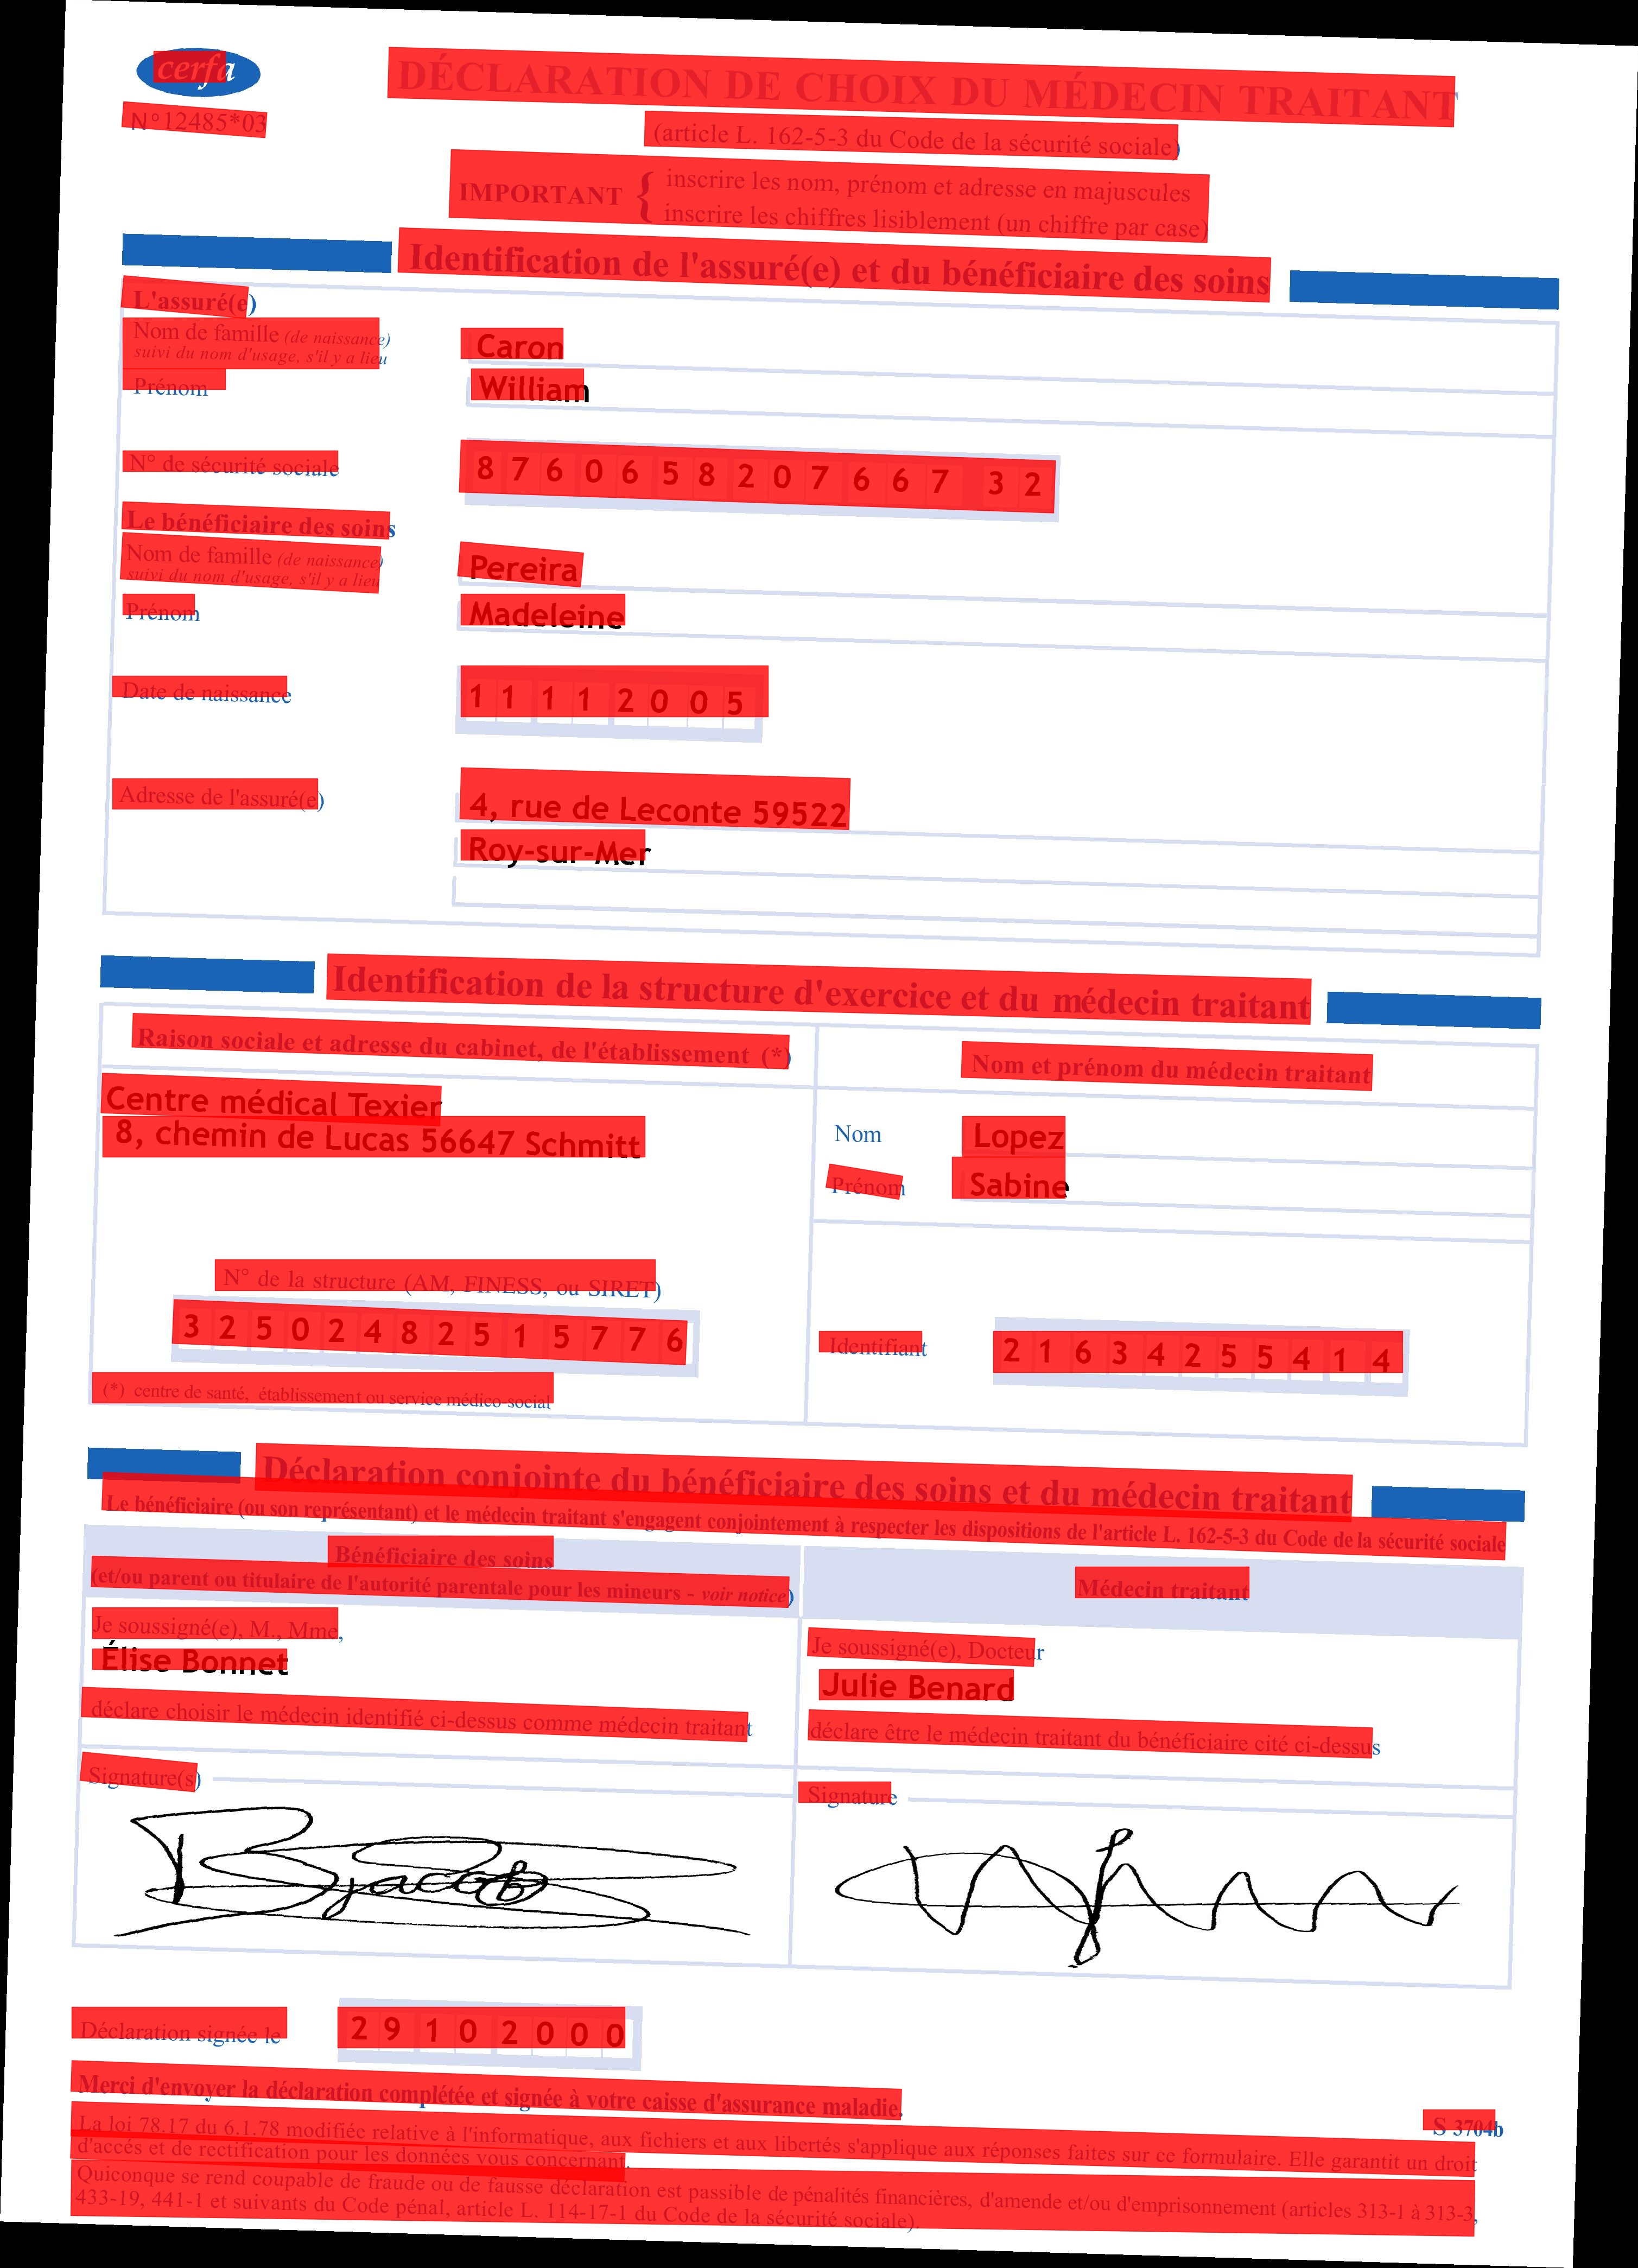 cerfa
N°12485*03
DÉCLARATION DE CHOIX DU MÉDECIN TRAITANT
(article L. 162-5-3 du Code de la sécurité sociale)
IMPORTANT { inscrire les nom, prénom et adresse en majuscules
inscrire les chiffres lisiblement (un chiffre par case)
Identification de l'assuré(e) et du bénéficiaire des soins
L'assuré(e)
Nom de famille (de naissance)
suivi du nom d'usage, s'il y a lieu
Caron
Prénom
William
N° de sécurité sociale
8 7 6 0 6 5 8 2 0 7 6 6 7 3 2
Le bénéficiaire des soins
Nom de famille (de naissance)
suivi du nom d'usage, s'il y a lieu
Pereira
Prénom
Madeleine
Date de naissance
1 1 1 1 2 0 0 5
Adresse de l'assuré(e)
4, rue de Leconte 59522
Roy-sur-Mer
Identification de la structure d'exercice et du médecin traitant
Raison sociale et adresse du cabinet, de l'établissement (*)
Centre médical Texier
8, chemin de Lucas 56647 Schmitt
N° de la structure (AM, FINESS, ou SIRET)
3 2 5 0 2 4 8 2 5 1 5 7 7 6
(*) centre de santé, établissement ou service médico-social
Nom et prénom du médecin traitant
Nom Lopez
Prénom Sabine
Identifiant 2 1 6 3 4 2 5 5 4 1 4
Déclaration conjointe du bénéficiaire des soins et du médecin traitant
Le bénéficiaire (ou son représentant) et le médecin traitant s'engagent conjointement à respecter les dispositions de l'article L. 162-5-3 du Code de la sécurité sociale
Bénéficiaire des soins
(et/ou parent ou titulaire de l'autorité parentale pour les mineurs - voir notice)
Je soussigné(e), M., Mme,
Élise Bonnet
déclare choisir le médecin identifié ci-dessus comme médecin traitant
Signature(s)
Médecin traitant
Je soussigné(e), Docteur
Julie Benard
déclare être le médecin traitant du bénéficiaire cité ci-dessus
Signature
Déclaration signée le 2 9 1 0 2 0 0 0
Merci d'envoyer la déclaration complétée et signée à votre caisse d'assurance maladie.
S 3704b
La loi 78.17 du 6.1.78 modifiée relative à l'informatique, aux fichiers et aux libertés s'applique aux réponses faites sur ce formulaire. Elle garantit un droit
d'accés et de rectification pour les données vous concernant.
Quiconque se rend coupable de fraude ou de fausse déclaration est passible de pénalités financières, d'amende et/ou d'emprisonnement (articles 313-1 à 313-3,
433-19, 441-1 et suivants du Code pénal, article L. 114-17-1 du Code de la sécurité sociale).